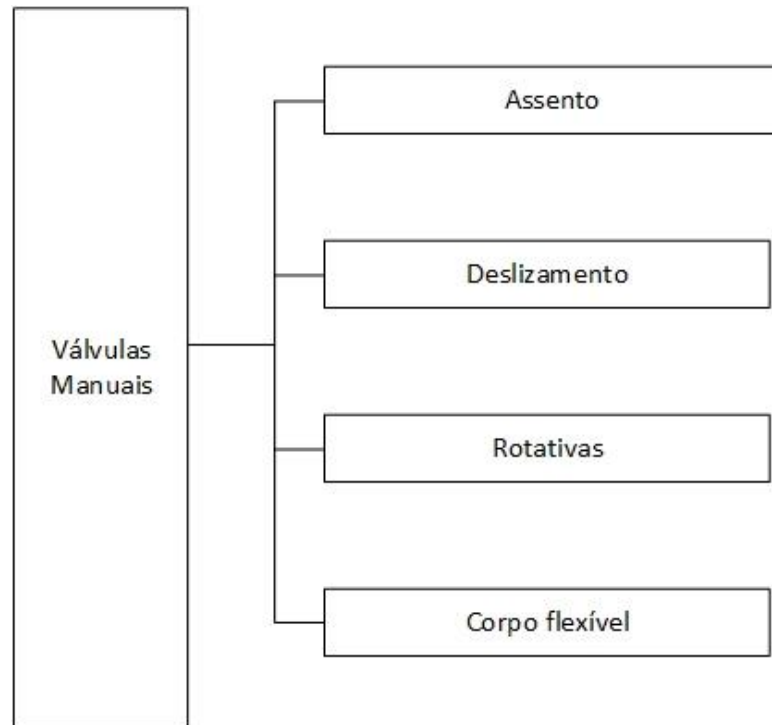 Válvulas
Manuais
Assento
Deslizamento
Rotativas
Corpo flexível